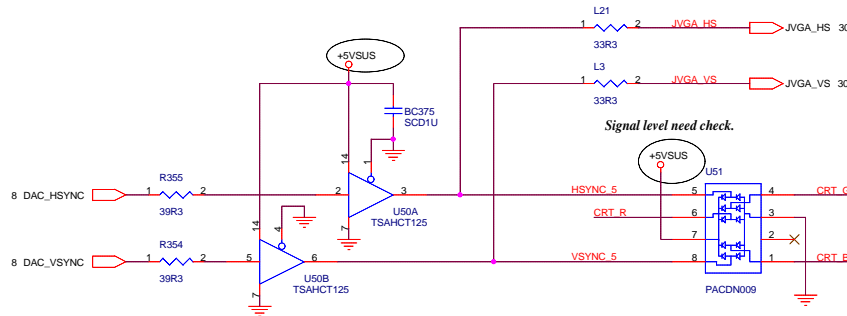 L21
1 2 JVGA_HS JVGA_HS 30
33R3
+5VSUS
L3
1 2 JVGA_VS JVGA_VS 30
33R3
BC375
SCD1U
Signal level need check.
+5VSUS
U51
14 1
R355
8 DAC_HSYNC 1 2 2 3 HSYNC_5 5 4 CRT_G
39R3
U50A
TSAHCT125
14 4 7
CRT_R 6 3
7 2
R354
8 DAC_VSYNC 1 2 5 6 VSYNC_5 8 1
39R3
U50B
TSAHCT125
7
PACDN009